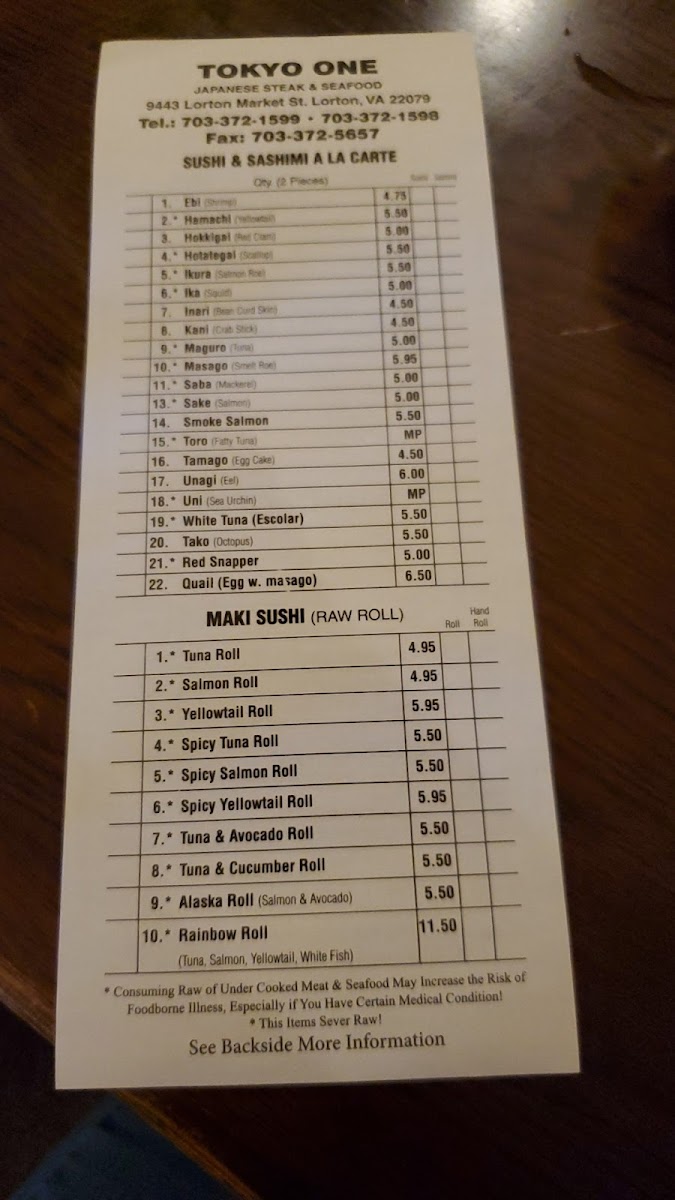 TOKYO ONE
JAPANESE STEAK & SEAFOOD
9443 Lorton Market St. Lorton, VA 22079
Tel.: 703-372-1599 • 703-372-1598
Fax: 703-372-5657
SUSHI & SASHIMI A LA CARTE
Qty (2 Pieces) Sushi Sashimi
1. Ebi (Shrimp) 4.75
2.* Hamachi (Yellowtail) 5.50
3. Hokkigai (Red Clam) 5.00
4.* Hotategai (Scallop) 5.50
5.* Ikura (Salmon Roe) 5.50
6.* Ika (Squid) 5.00
7. Inari (Bean Curd Skin) 4.50
8. Kani (Crab Stick) 4.50
9.* Maguro (Tuna) 5.00
10.* Masago (Smelt Roe) 5.95
11.* Saba (Mackerel) 5.00
13.* Sake (Salmon) 5.00
14. Smoke Salmon 5.50
15.* Toro (Fatty Tuna) MP
16. Tamago (Egg Cake) 4.50
17. Unagi (Eel) 6.00
18.* Uni (Sea Urchin) MP
19.* White Tuna (Escolar) 5.50
20. Tako (Octopus) 5.50
21.* Red Snapper 5.00
22. Quail (Egg w. masago) 6.50
MAKI SUSHI (RAW ROLL) Roll Hand Roll
1.* Tuna Roll 4.95
2.* Salmon Roll 4.95
3.* Yellowtail Roll 5.95
4.* Spicy Tuna Roll 5.50
5.* Spicy Salmon Roll 5.50
6.* Spicy Yellowtail Roll 5.95
7.* Tuna & Avocado Roll 5.50
8.* Tuna & Cucumber Roll 5.50
9.* Alaska Roll (Salmon & Avocado) 5.50
10.* Rainbow Roll 11.50
(Tuna, Salmon, Yellowtail, White Fish)
* Consuming Raw of Under Cooked Meat & Seafood May Increase the Risk of
Foodborne Illness, Especially if You Have Certain Medical Condition!
* This Items Sever Raw!
See Backside More Information